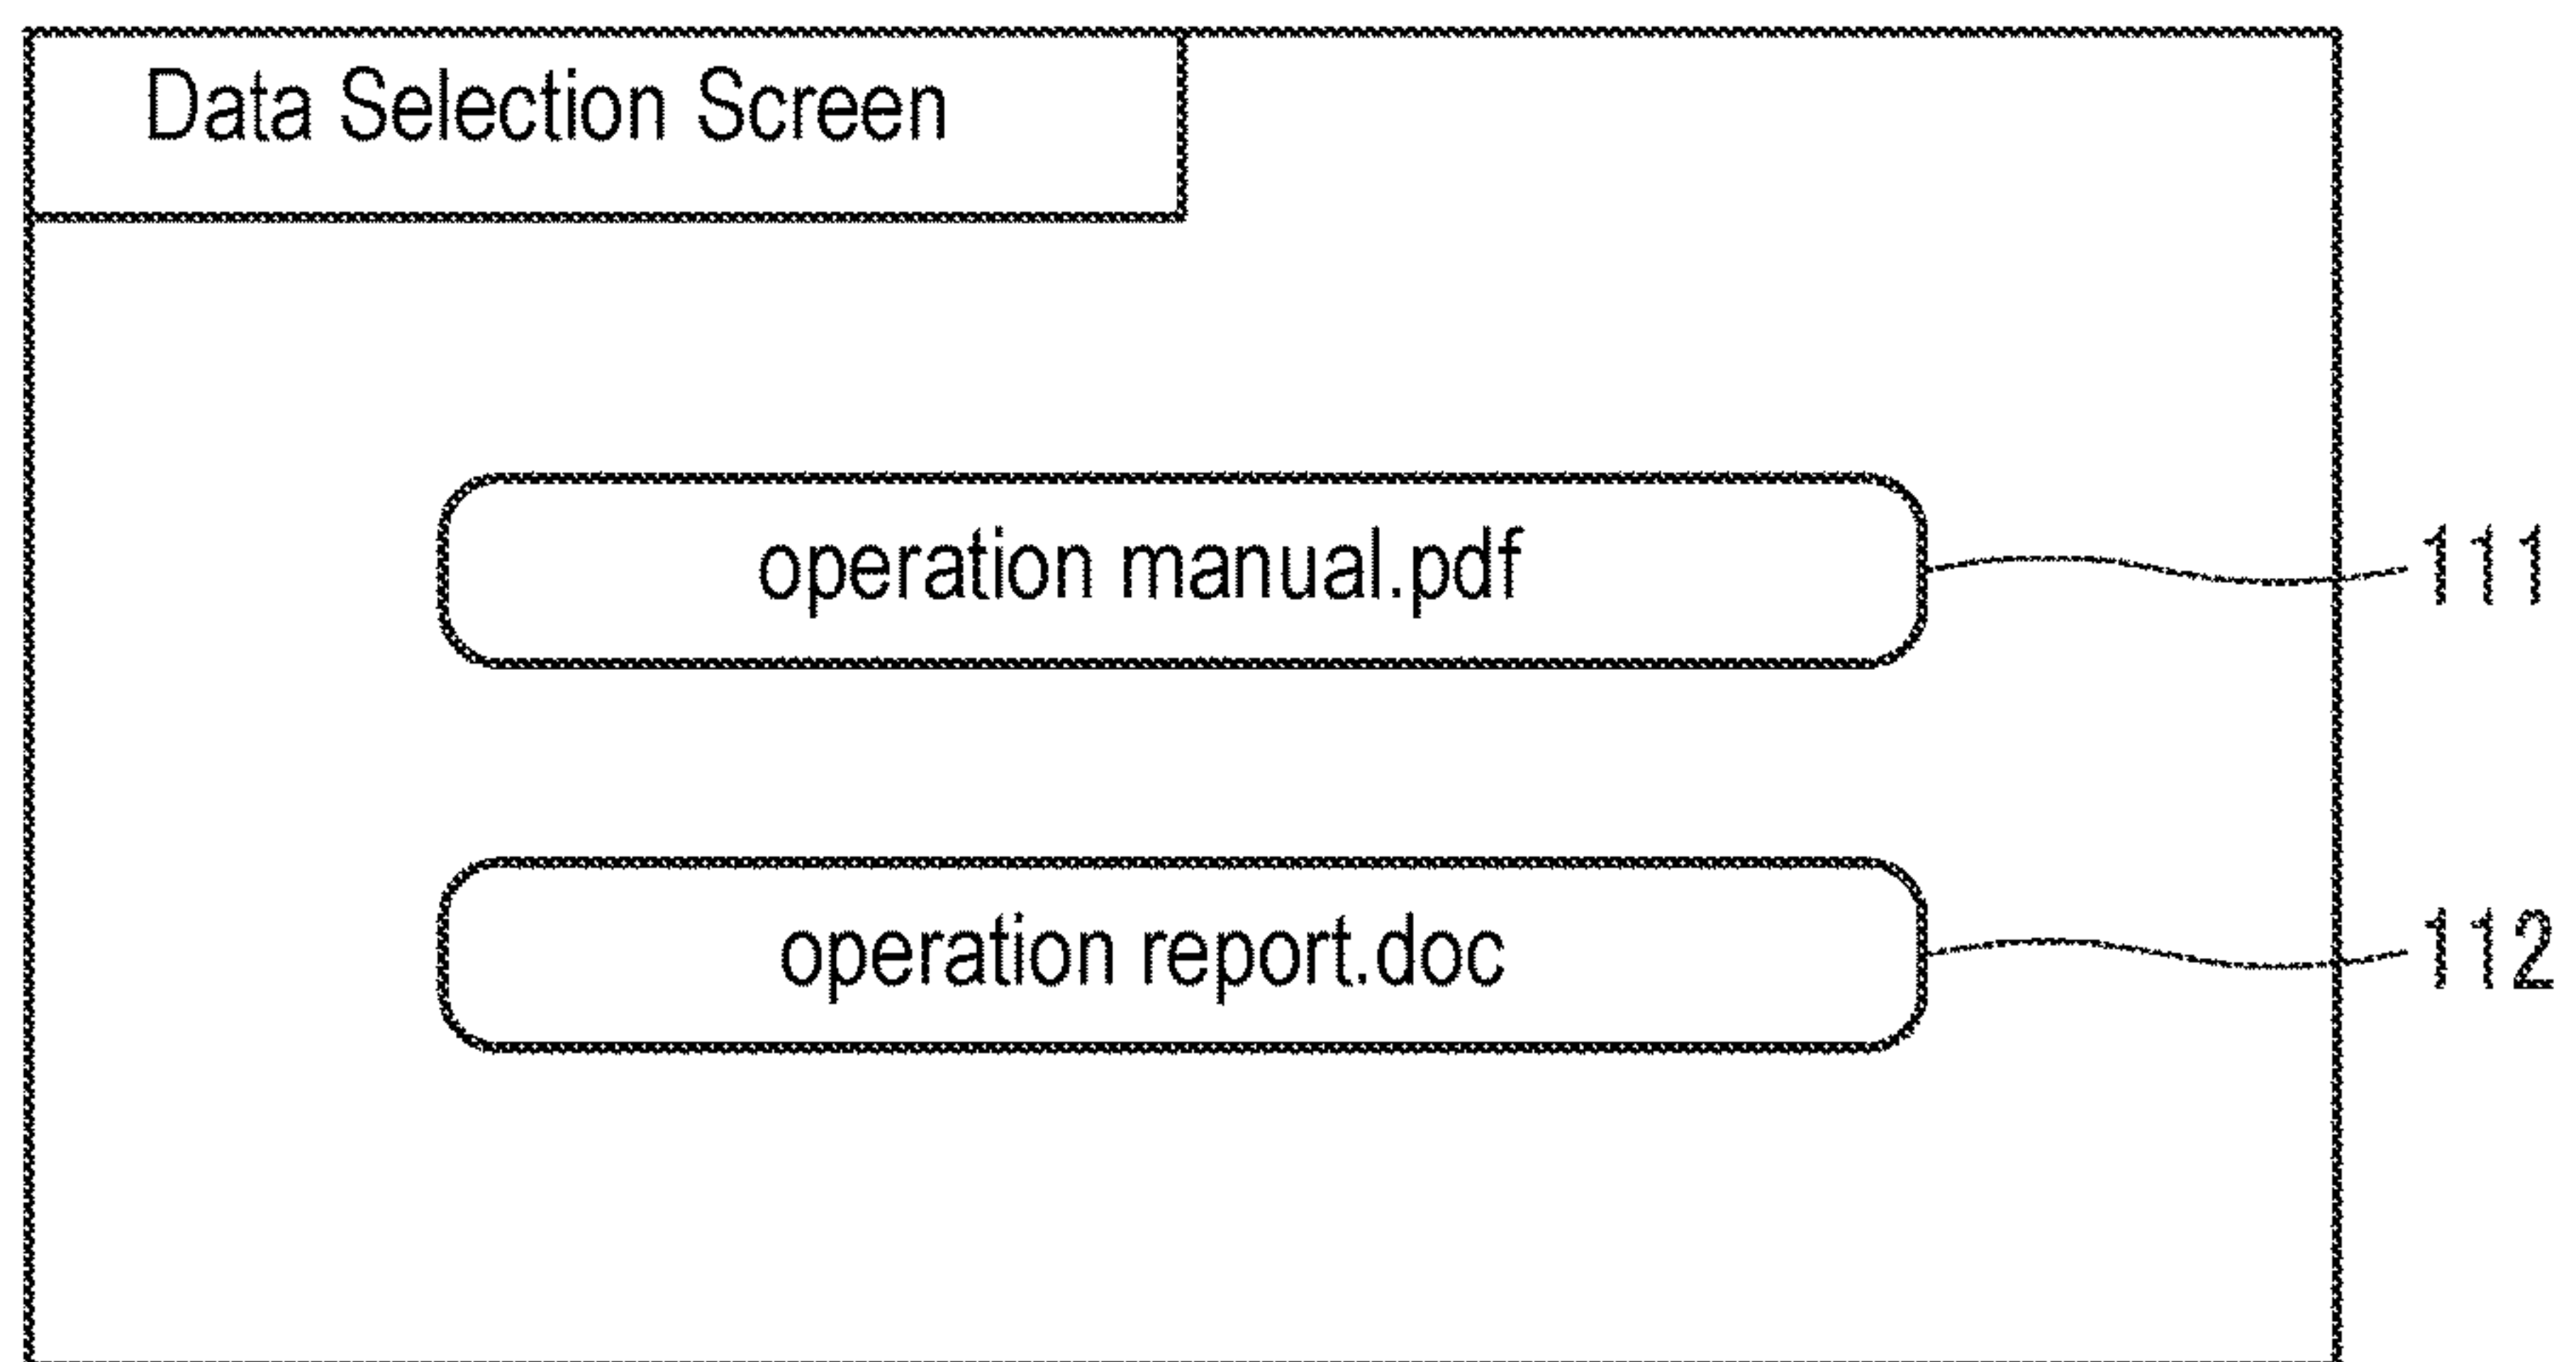 Data Selection Screen
operation manual.pdf
111
operation report.doc
112